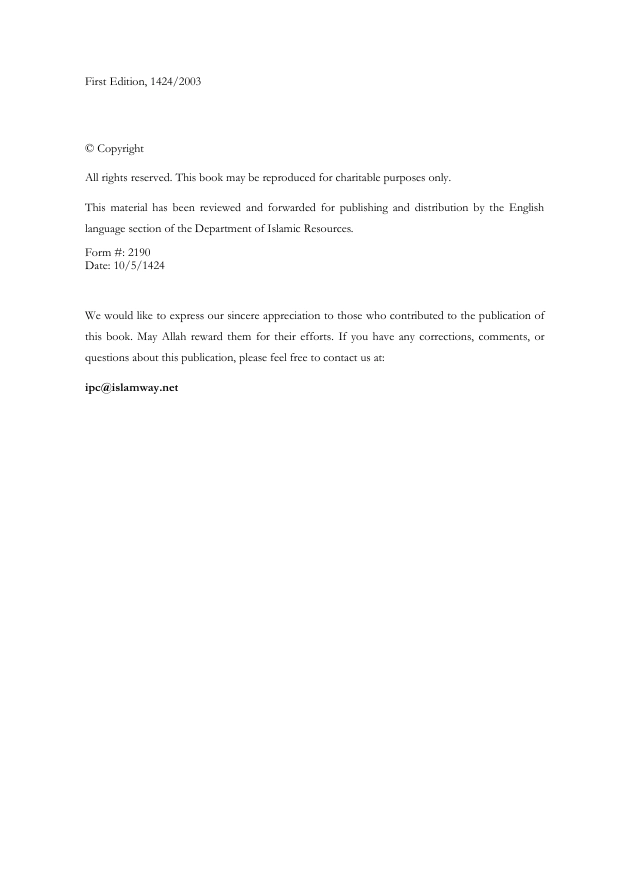 First Edition, 1424/2003
© Copyright
All rights reserved. This book may be reproduced for charitable purposes only.
This material has been reviewed and forwarded for publishing and distribution by the English
language section of the Department of Islamic Resources.
Form #: 2190
Date: 10/5/1424
We would like to express our sincere appreciation to those who contributed to the publication of
this book. May Allah reward them for their efforts. If you have any corrections, comments, or
questions about this publication, please feel free to contact us at:
ipc@islamway.net